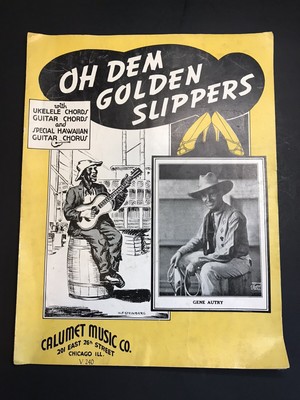 OH DEM
GOLDEN
SLIPPERS
with
UKELELE CHORDS
GUITAR CHORDS
and
SPECIAL HAWAIIAN
GUITAR CHORUS
GENE AUTRY
CALUMET MUSIC CO.
201 EAST 26th STREET
CHICAGO ILL.
V 240